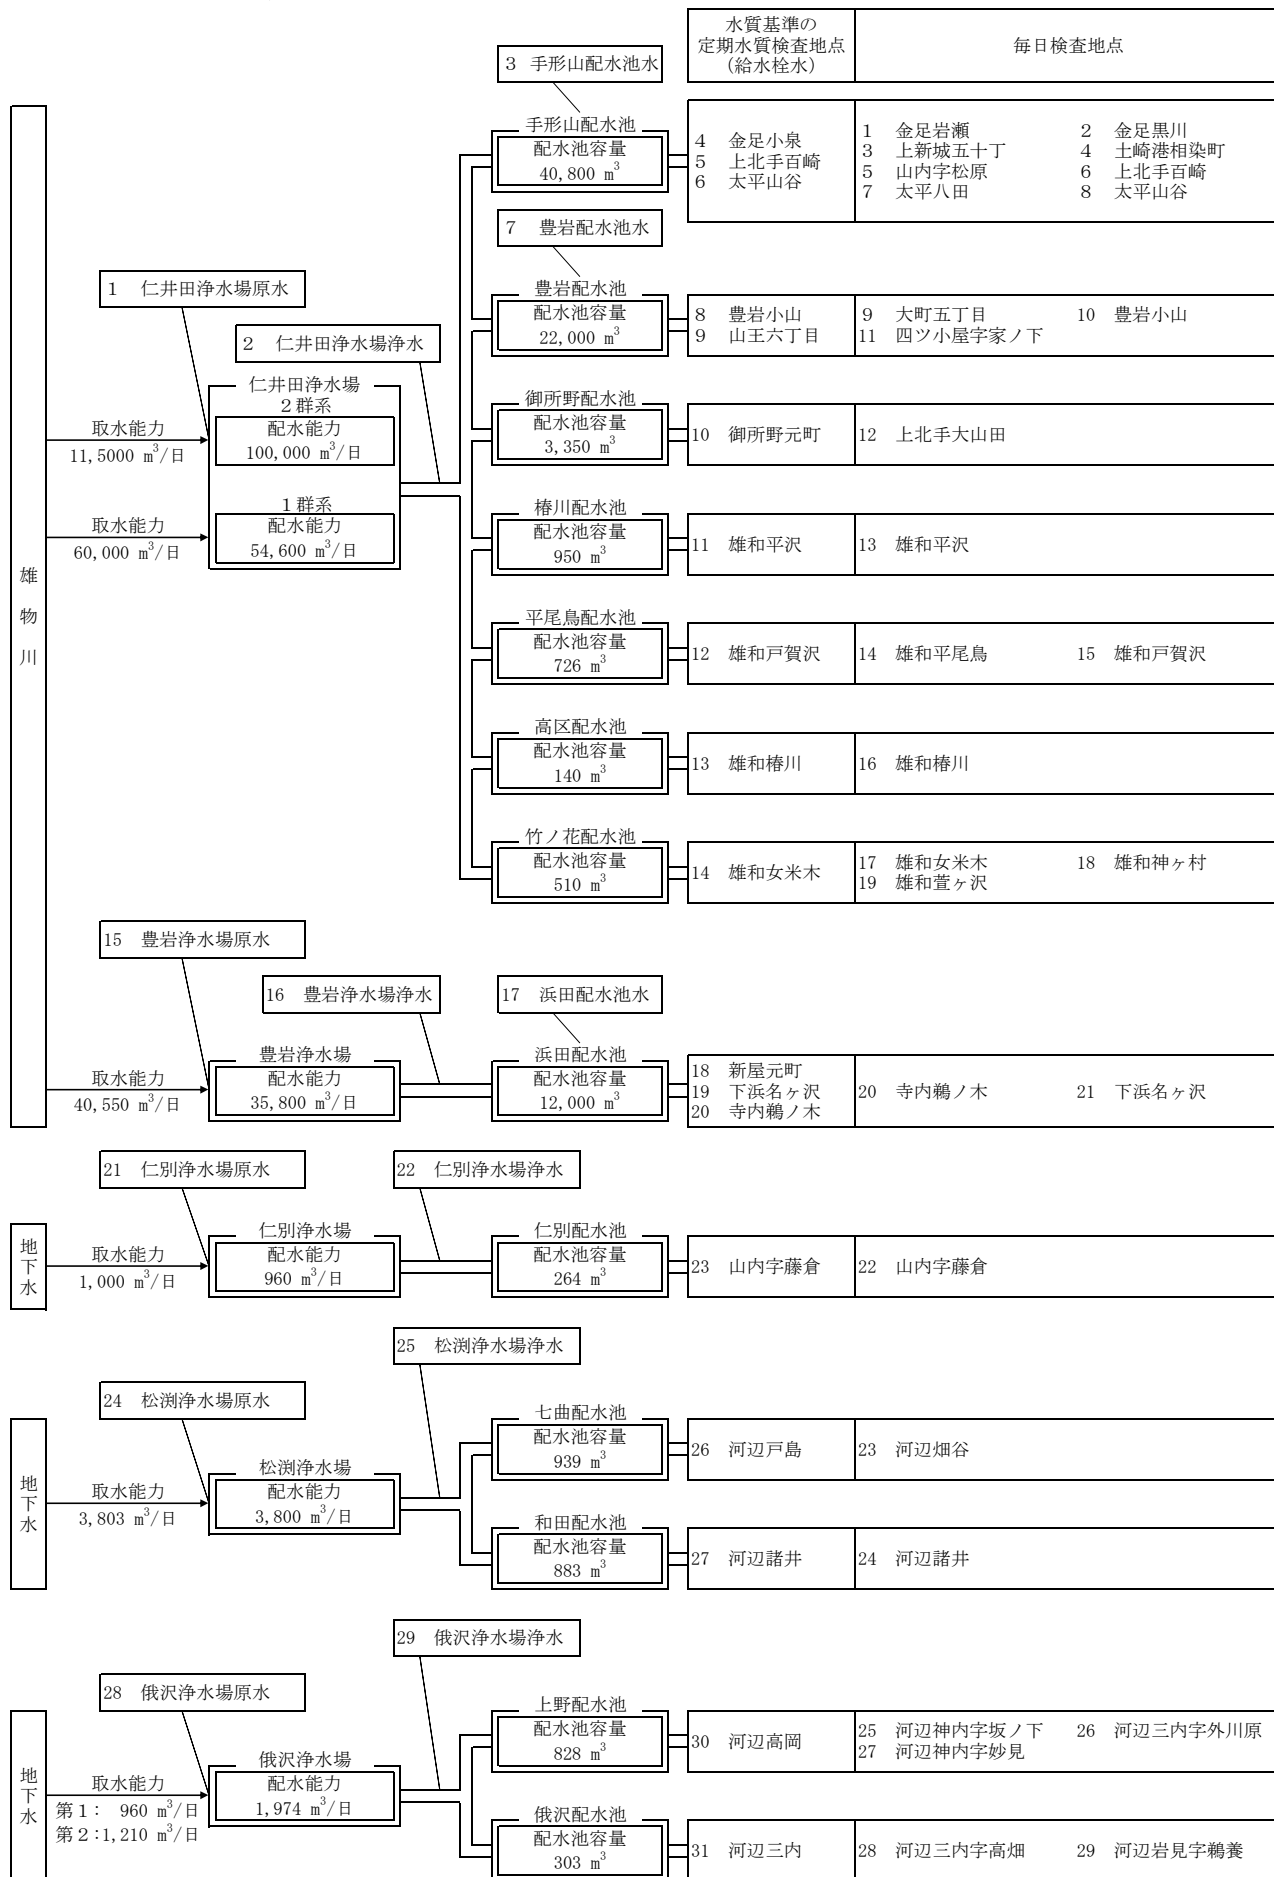 水質基準の
定期水質検査地点
（給水栓水）
毎日検査地点
3 手形山配水池水
手形山配水池
配水池容量
40,800 m³
4 金足小泉
5 上北手百崎
6 太平山谷
1 金足岩瀬 2 金足黒川
3 上新城五十丁 4 土崎港相染町
5 山内字松原 6 上北手百崎
7 太平八田 8 太平山谷
7 豊岩配水池水
豊岩配水池
配水池容量
22,000 m³
8 豊岩小山
9 山王六丁目
9 大町五丁目 10 豊岩小山
11 四ツ小屋字家ノ下
1 仁井田浄水場原水
2 仁井田浄水場浄水
仁井田浄水場
2群系
配水能力
100,000 m³/日
取水能力
11,5000 m³/日
1群系
配水能力
54,600 m³/日
取水能力
60,000 m³/日
雄物川
御所野配水池
配水池容量
3,350 m³
10 御所野元町
12 上北手大山田
椿川配水池
配水池容量
950 m³
11 雄和平沢
13 雄和平沢
平尾鳥配水池
配水池容量
726 m³
12 雄和戸賀沢
14 雄和平尾鳥 15 雄和戸賀沢
高区配水池
配水池容量
140 m³
13 雄和椿川
16 雄和椿川
竹ノ花配水池
配水池容量
510 m³
14 雄和女米木
17 雄和女米木 18 雄和神ヶ村
19 雄和萱ヶ沢
15 豊岩浄水場原水
16 豊岩浄水場浄水
17 浜田配水池水
取水能力
40,550 m³/日
豊岩浄水場
配水能力
35,800 m³/日
浜田配水池
配水池容量
12,000 m³
18 新屋元町
19 下浜名ヶ沢
20 寺内鵜ノ木
20 寺内鵜ノ木 21 下浜名ヶ沢
21 仁別浄水場原水
22 仁別浄水場浄水
地下水
取水能力
1,000 m³/日
仁別浄水場
配水能力
960 m³/日
仁別配水池
配水池容量
264 m³
23 山内字藤倉
22 山内字藤倉
25 松渕浄水場浄水
24 松渕浄水場原水
地下水
取水能力
3,803 m³/日
松渕浄水場
配水能力
3,800 m³/日
七曲配水池
配水池容量
939 m³
26 河辺戸島
23 河辺畑谷
和田配水池
配水池容量
883 m³
27 河辺諸井
24 河辺諸井
29 俄沢浄水場浄水
28 俄沢浄水場原水
地下水
取水能力
第1： 960 m³/日
第2：1,210 m³/日
俄沢浄水場
配水能力
1,974 m³/日
上野配水池
配水池容量
828 m³
30 河辺高岡
25 河辺神内字坂ノ下 26 河辺三内字外川原
27 河辺神内字妙見
俄沢配水池
配水池容量
303 m³
31 河辺三内
28 河辺三内字高畑 29 河辺岩見字鵜養